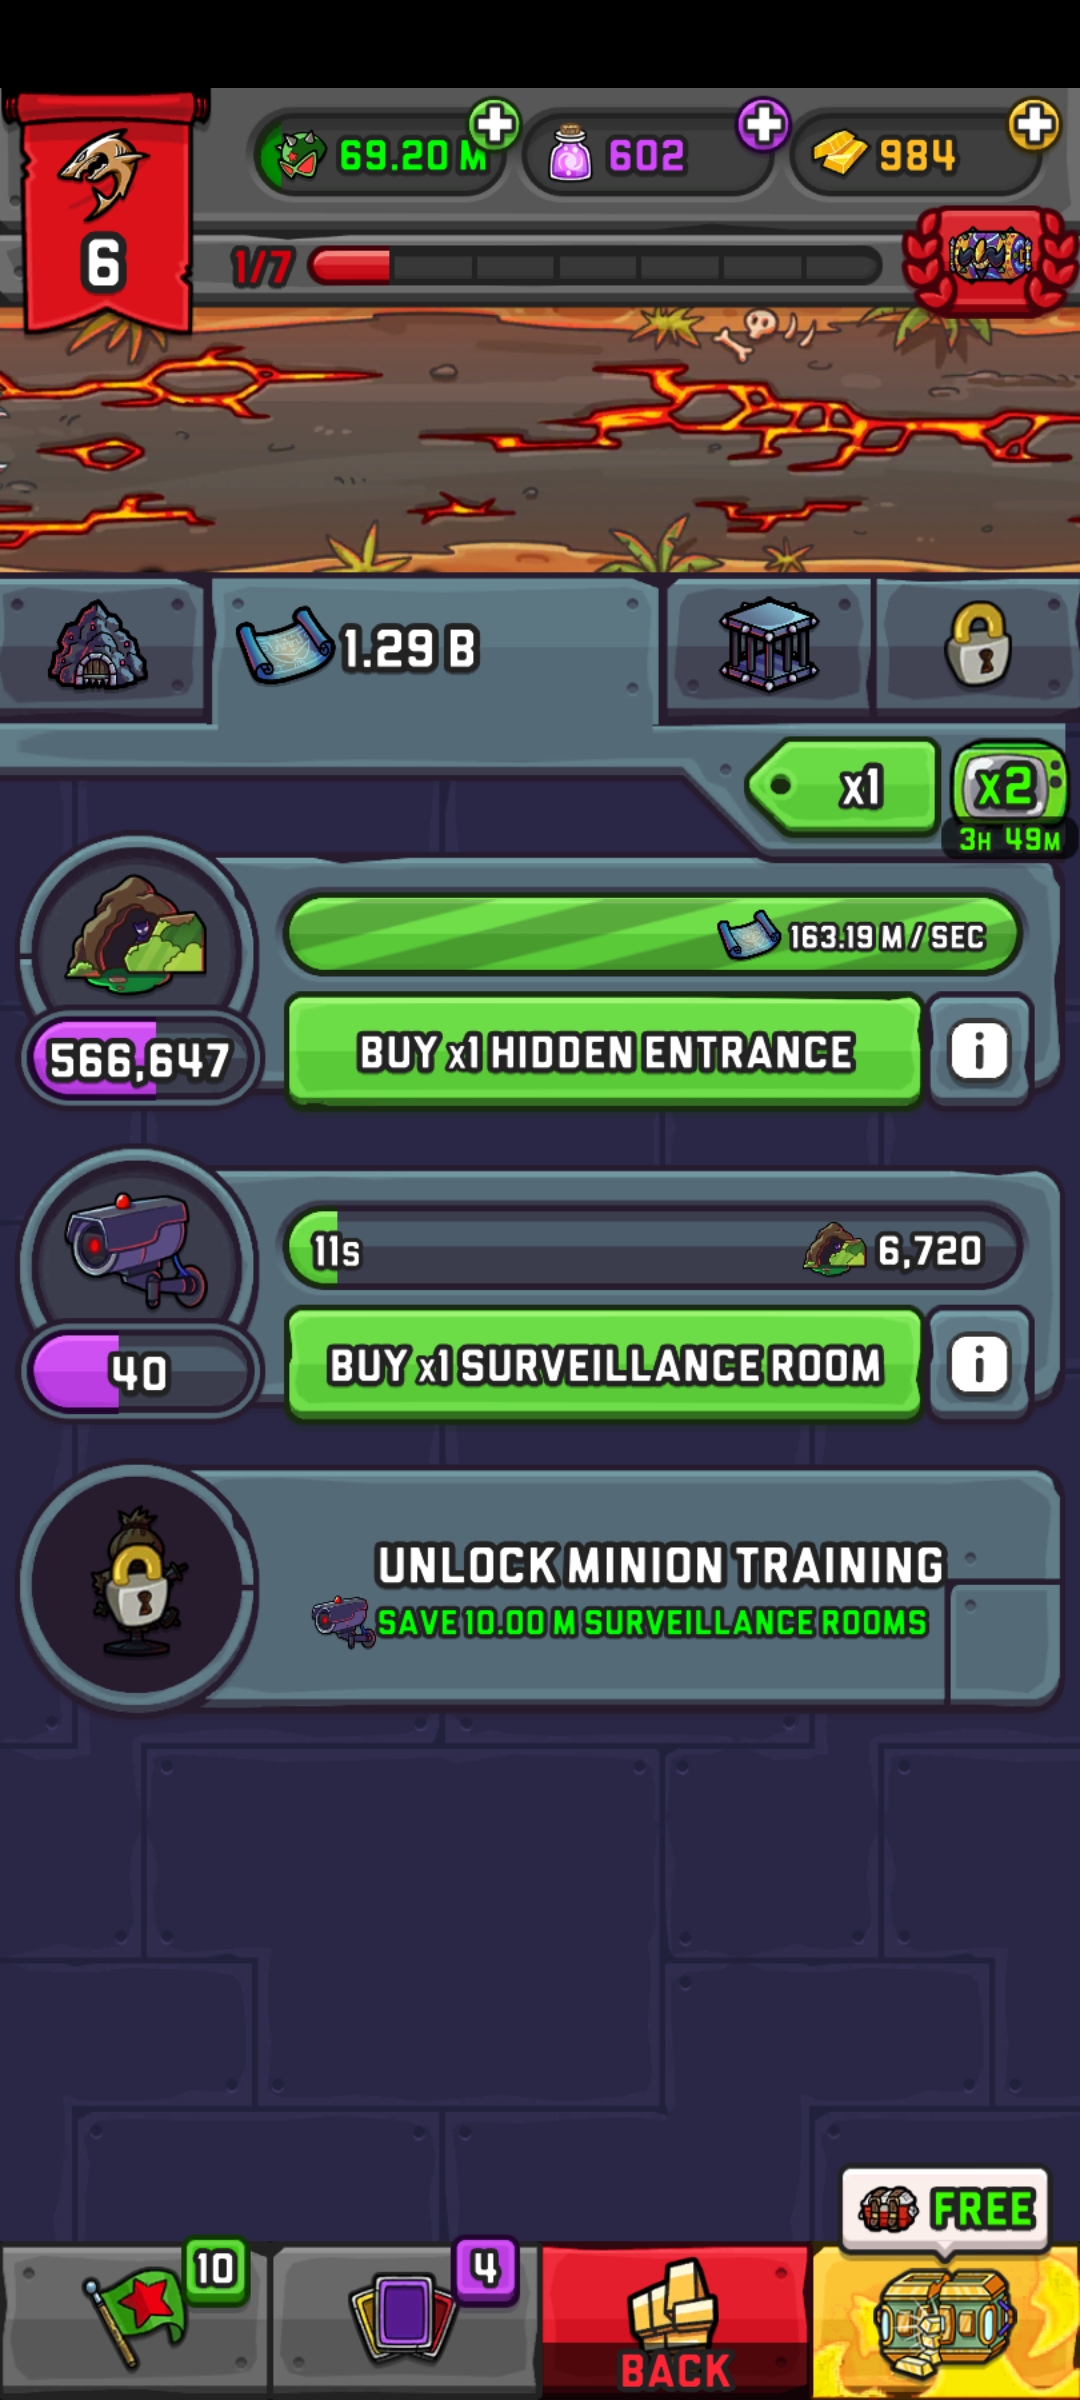 69.20 M
602
984
6
1/7
1.29 B
x1
x2
3H 49M
163.19 M / SEC
566,647
BUY x1 HIDDEN ENTRANCE
i
11s
6,720
40
BUY x1 SURVEILLANCE ROOM
i
UNLOCK MINION TRAINING
SAVE 10.00 M SURVEILLANCE ROOMS
FREE
10
4
BACK